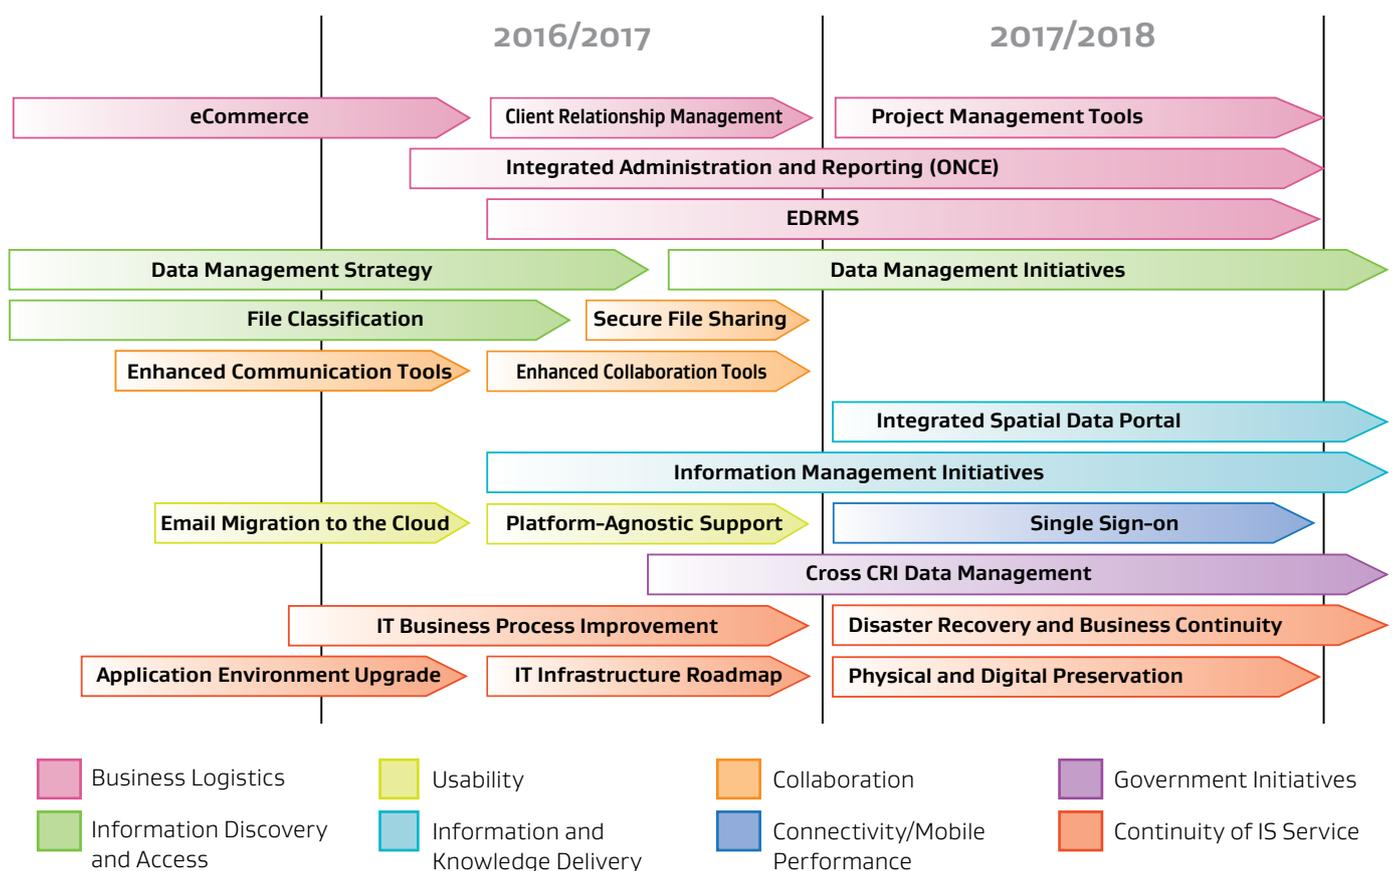 2016/2017 2017/2018
eCommerce Client Relationship Management Project Management Tools
Integrated Administration and Reporting (ONCE)
EDRMS
Data Management Strategy Data Management Initiatives
File Classification Secure File Sharing
Enhanced Communication Tools Enhanced Collaboration Tools
Integrated Spatial Data Portal
Information Management Initiatives
Email Migration to the Cloud Platform-Agnostic Support Single Sign-on
Cross CRI Data Management
IT Business Process Improvement Disaster Recovery and Business Continuity
Application Environment Upgrade IT Infrastructure Roadmap Physical and Digital Preservation
Business Logistics Usability Collaboration Government Initiatives
Information Discovery
and Access
Information and
Knowledge Delivery
Connectivity/Mobile
Performance
Continuity of IS Service